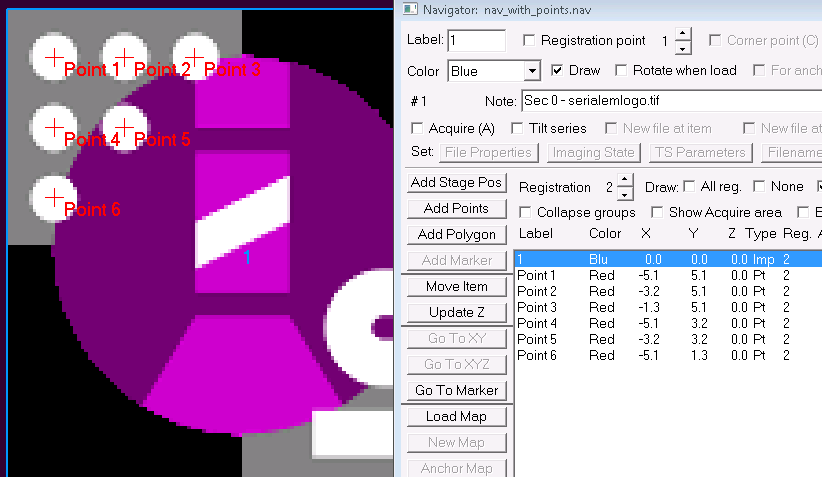 Point 1 Point 2 Point 3
Point 4 Point 5
Point 6
1
Navigator: nav_with_points.nav
Label: 1 Registration point 1 Corner point (C)
Color Blue Draw Rotate when load For anch
# 1 Note: Sec 0 - serialemlogo.tif
Acquire (A) Tilt series New file at item New file at
Set: File Properties Imaging State TS Parameters Filename
Add Stage Pos Registration 2 Draw: All reg. None
Add Points Collapse groups Show Acquire area
Add Polygon Label Color X Y Z Type Reg.
Add Marker 1 Blu 0.0 0.0 0.0 Imp 2
Point 1 Red -5.1 5.1 0.0 Pt 2
Move Item Point 2 Red -3.2 5.1 0.0 Pt 2
Point 3 Red -1.3 5.1 0.0 Pt 2
Update Z Point 4 Red -5.1 3.2 0.0 Pt 2
Go To XY Point 5 Red -3.2 3.2 0.0 Pt 2
Point 6 Red -5.1 1.3 0.0 Pt 2
Go To XYZ
Go To Marker
Load Map
New Map
Anchor Map